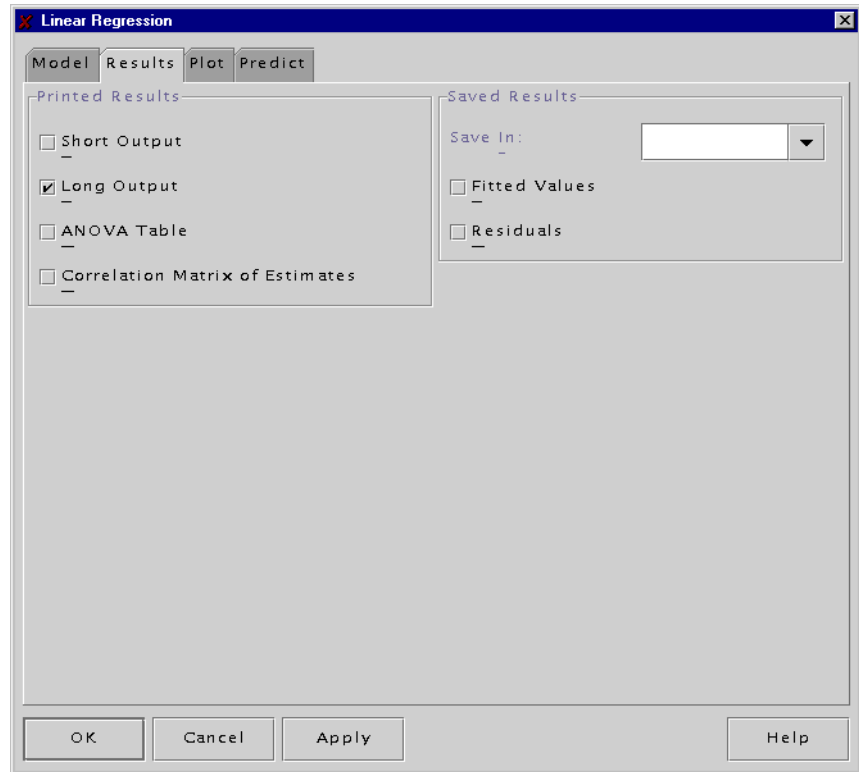 Linear Regression
Model Results Plot Predict
Printed Results
Short Output
Long Output
ANOVA Table
Correlation Matrix of Estimates
Saved Results
Save In:
Fitted Values
Residuals
OK Cancel Apply Help